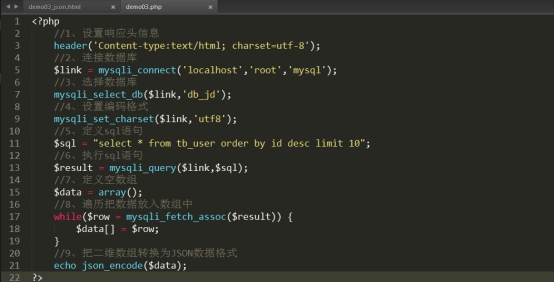 demo03_json.html × demo03.php ×
1 <?php
2 //1、设置响应头信息
3 header('Content-type:text/html; charset=utf-8');
4 //2、连接数据库
5 $link = mysqli_connect('localhost','root','mysql');
6 //3、选择数据库
7 mysqli_select_db($link,'db_jd');
8 //4、设置编码格式
9 mysqli_set_charset($link,'utf8');
10 //5、定义sql语句
11 $sql = "select * from tb_user order by id desc limit 10";
12 //6、执行sql语句
13 $result = mysqli_query($link,$sql);
14 //7、定义空数组
15 $data = array();
16 //8、遍历把数据放入数组中
17 while($row = mysqli_fetch_assoc($result)) {
18 $data[] = $row;
19 }
20 //9、把二维数组转换为JSON数据格式
21 echo json_encode($data);
22 ?>